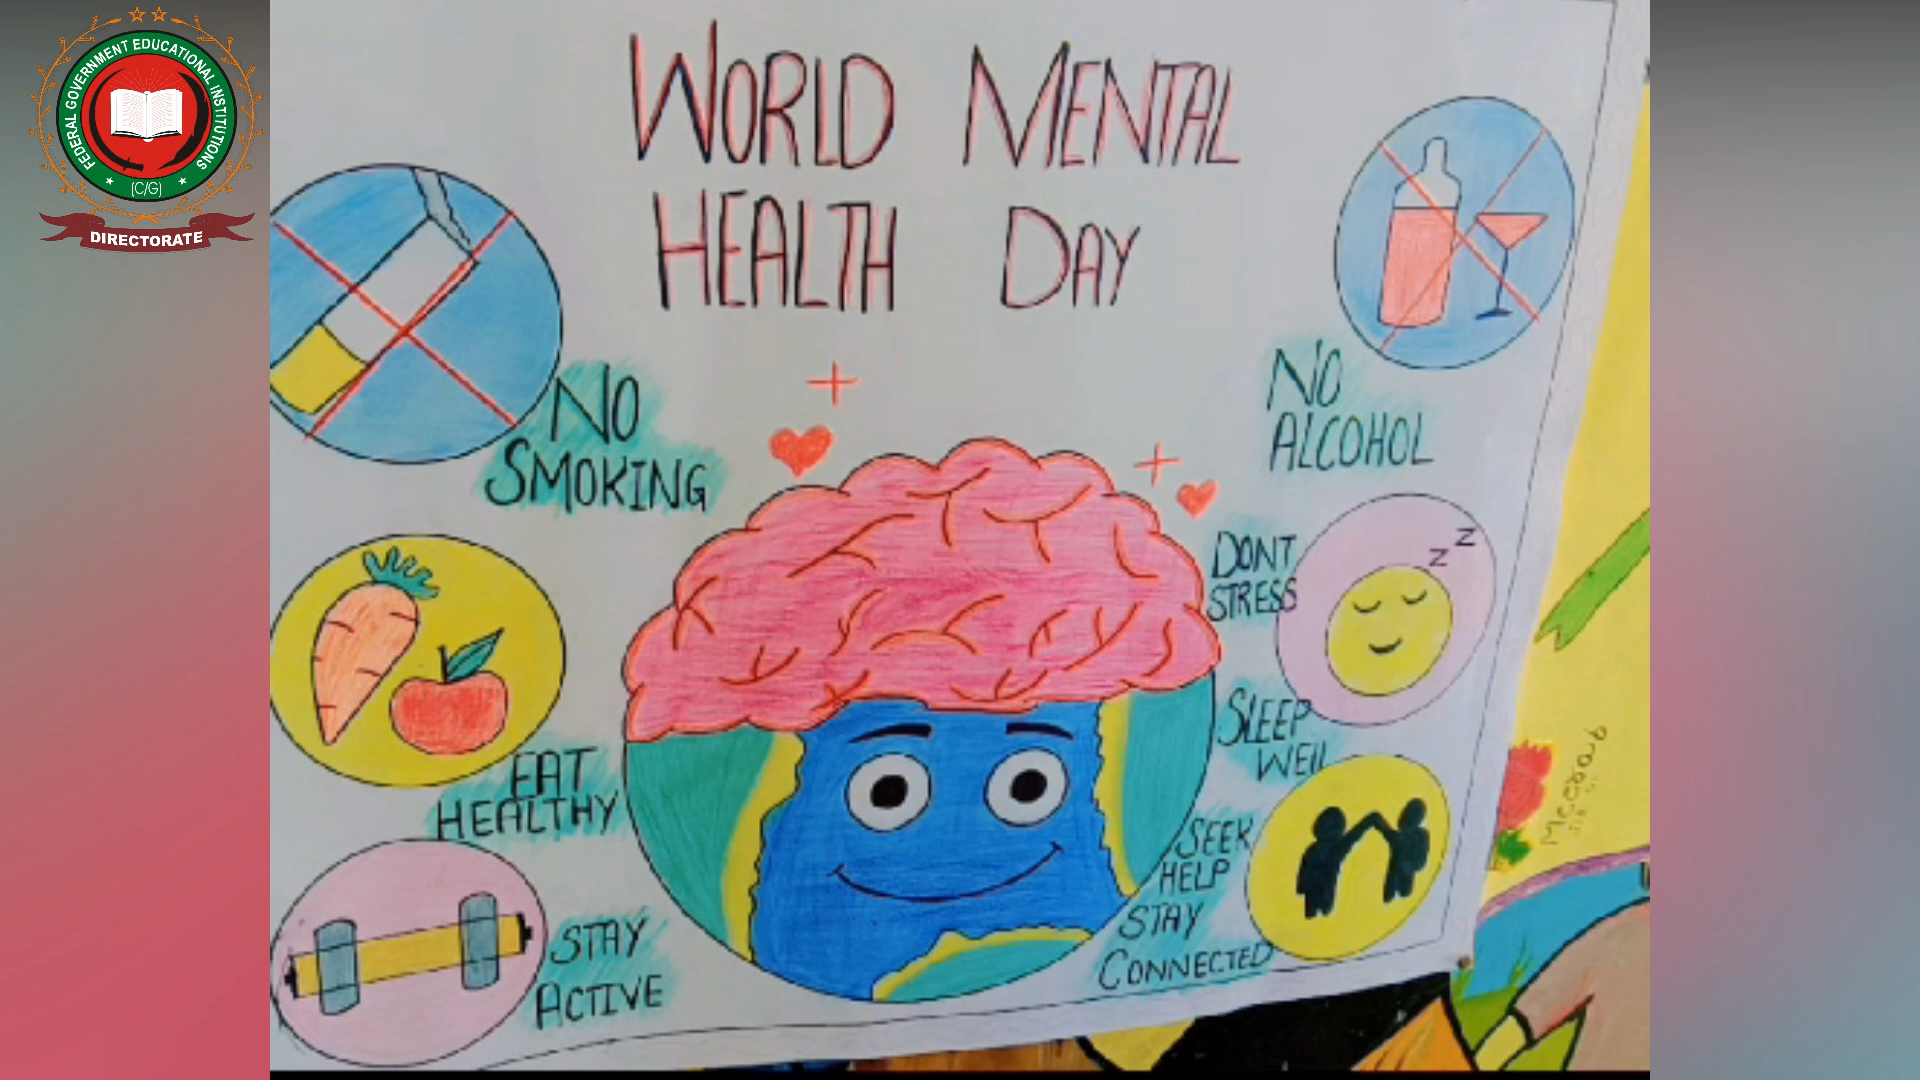 FEDERAL GOVERNMENT EDUCATIONAL INSTITUTIONS
(C/G)
DIRECTORATE
WORLD MENTAL
HEALTH DAY
NO
SMOKING
NO
ALCOHOL
EAT
HEALTHY
DONT
STRESS
Z Z
SLEEP
WELL
STAY
ACTIVE
SEEK
HELP
STAY
CONNECTED